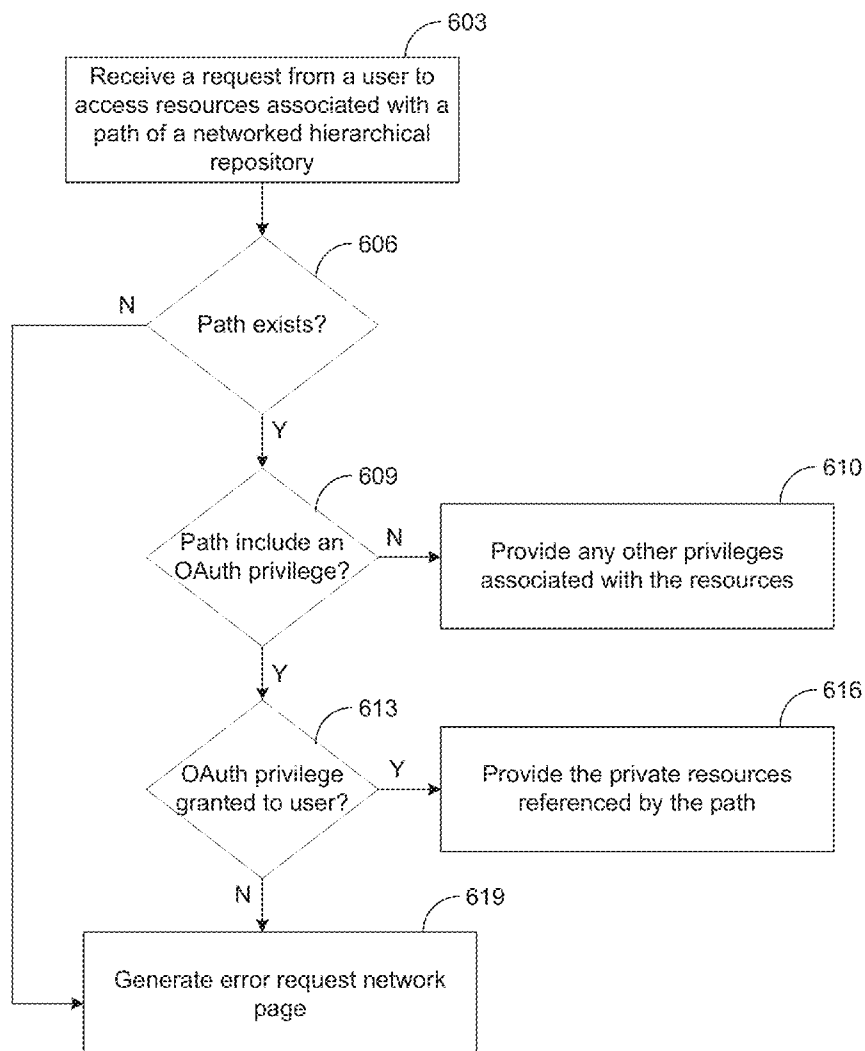 603
Receive a request from a user to
access resources associated with a
path of a networked hierarchical
repository
606
N
Path exists?
Y
609
610
Path include an
OAuth privilege?
N
Provide any other privileges
associated with the resources
Y
613
616
OAuth privilege
granted to user?
Y
Provide the private resources
referenced by the path
N
619
Generate error request network
page